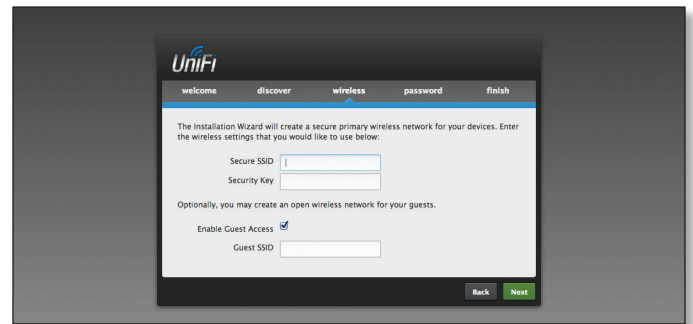 UniFi
welcome discover wireless password finish
The Installation Wizard will create a secure primary wireless network for your devices. Enter
the wireless settings that you would like to use below:
Secure SSID
Security Key
Optionally, you may create an open wireless network for your guests.
Enable Guest Access
Guest SSID
Back Next